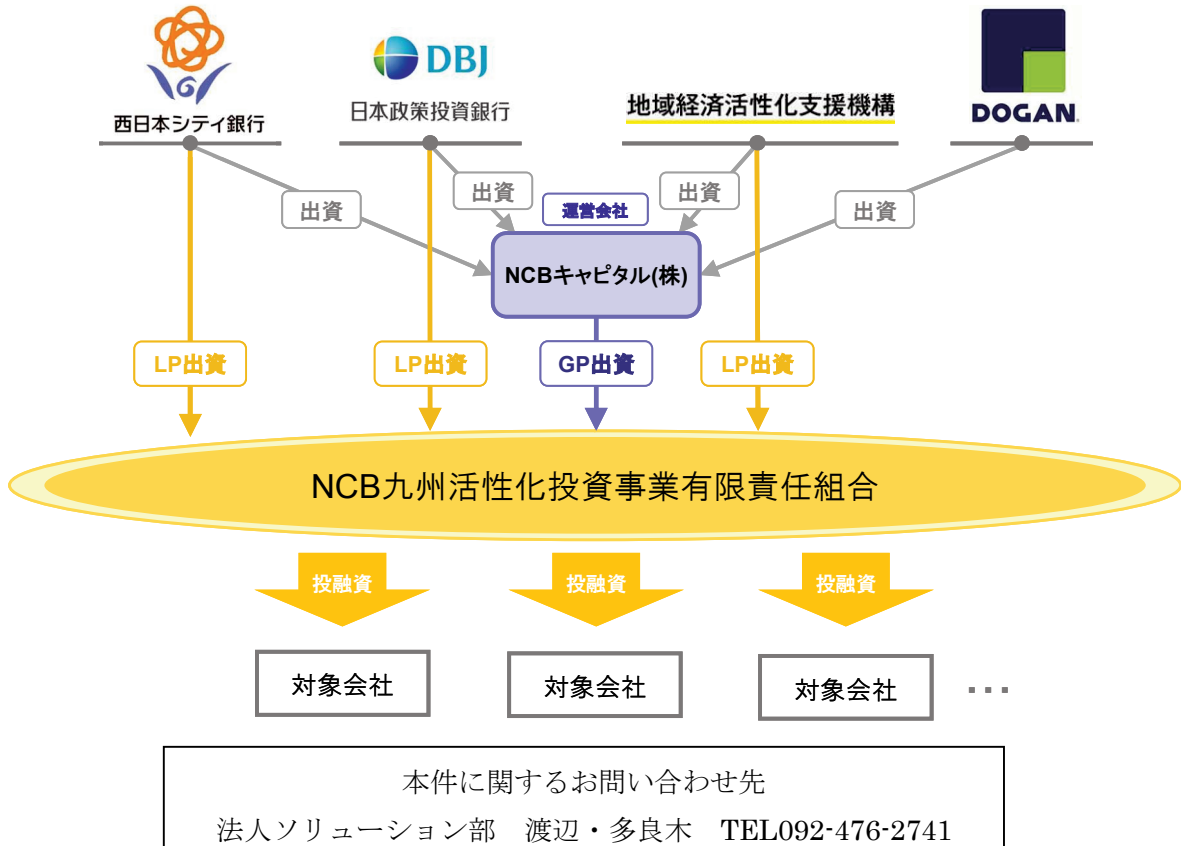 西日本シティ銀行
DBJ
日本政策投資銀行
地域経済活性化支援機構
DOGAN
出資
出資
出資
出資
運営会社
NCBキャピタル(株)
LP出資
LP出資
GP出資
LP出資
NCB九州活性化投資事業有限責任組合
投融資
投融資
投融資
対象会社
対象会社
対象会社
...
本件に関するお問い合わせ先
法人ソリューション部　渡辺・多良木　TEL092-476-2741